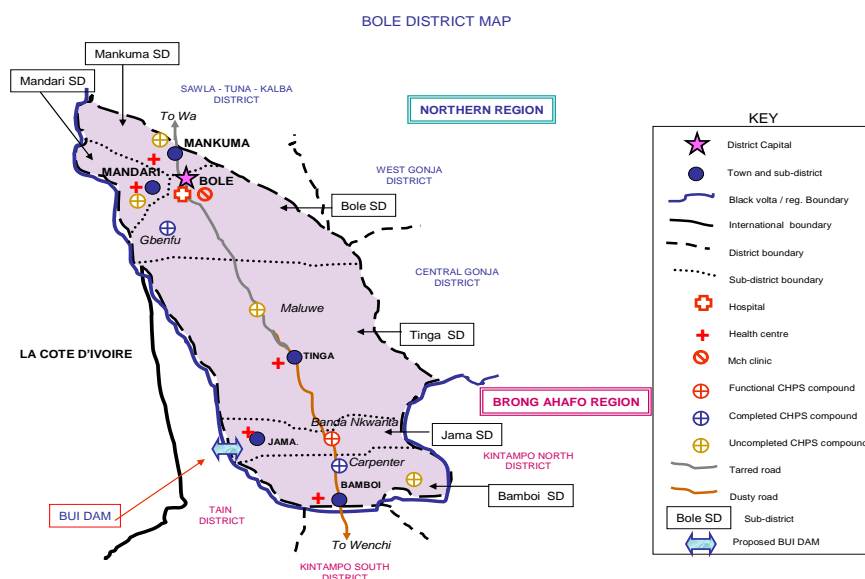 BOLE DISTRICT MAP
Mankuma SD
Mandari SD
SAWLA - TUNA - KALBA
DISTRICT
NORTHERN REGION
To Wa
MANKUMA
MANDARI
BOLE
WEST GONJA
DISTRICT
Bole SD
Gbenfu
CENTRAL GONJA
DISTRICT
Maluwe
Tinga SD
LA COTE D'IVOIRE
TINGA
BRONG AHAFO REGION
Banda Nkwanta
Jama SD
JAMA.
KINTAMPO NORTH
DISTRICT
Carpenter
BAMBOI
Bamboi SD
BUI DAM
TAIN
DISTRICT
To Wenchi
KINTAMPO SOUTH
DISTRICT
KEY
District Capital
Town and sub-district
Black volta / reg. Boundary
International boundary
District boundary
Sub-district boundary
Hospital
Health centre
Mch clinic
Functional CHPS compound
Completed CHPS compound
Uncompleted CHPS compound
Tarred road
Dusty road
Bole SD Sub-district
Proposed BUI DAM